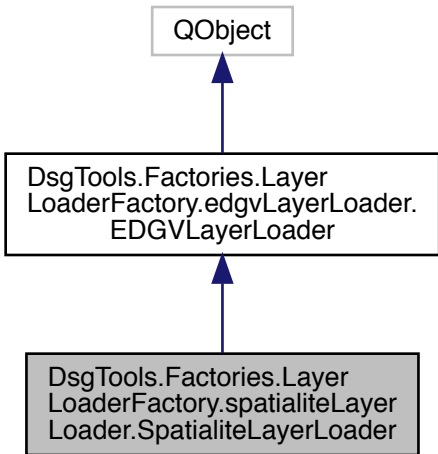 QObject
DsgTools.Factories.Layer
LoaderFactory.edgvLayerLoader.
EDGVLayerLoader
DsgTools.Factories.Layer
LoaderFactory.spatialiteLayer
Loader.SpatialiteLayerLoader